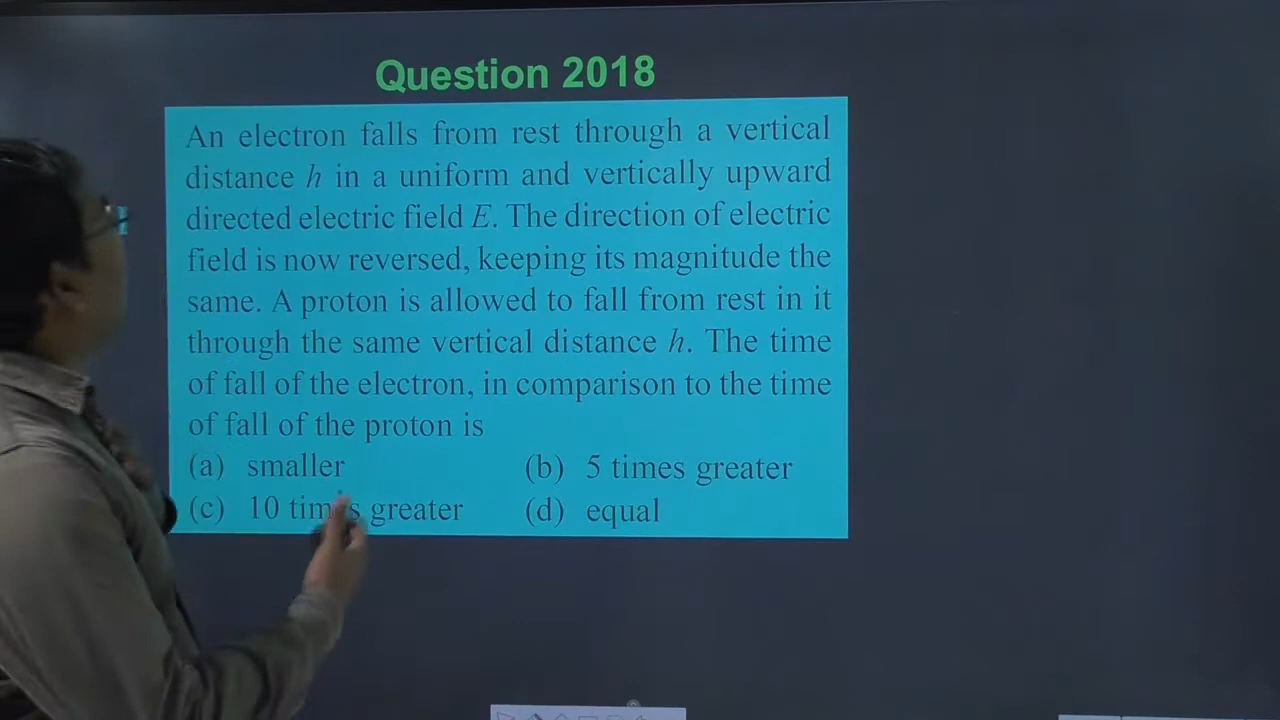 Question 2018
An electron falls from rest through a vertical
distance h in a uniform and vertically upward
directed electric field E. The direction of electric
field is now reversed, keeping its magnitude the
same. A proton is allowed to fall from rest in it
through the same vertical distance h. The time
of fall of the electron, in comparison to the time
of fall of the proton is
(a) smaller (b) 5 times greater
(c) 10 times greater (d) equal